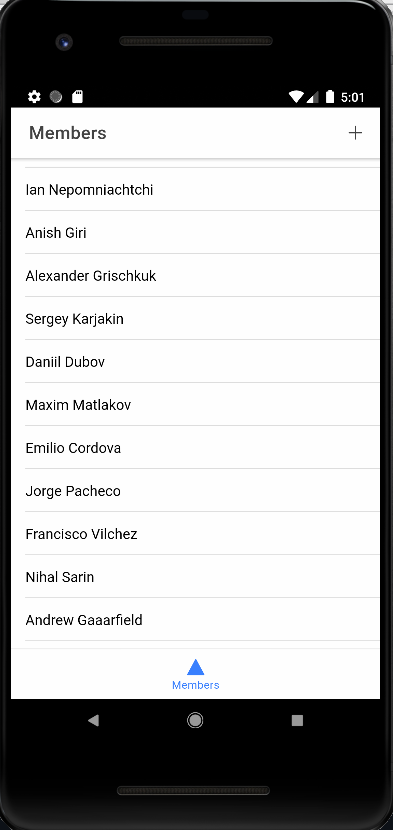 5:01
Members
Ian Nepomniachtchi
Anish Giri
Alexander Grischkuk
Sergey Karjakin
Daniil Dubov
Maxim Matlakov
Emilio Cordova
Jorge Pacheco
Francisco Vilchez
Nihal Sarin
Andrew Gaaarfield
Members